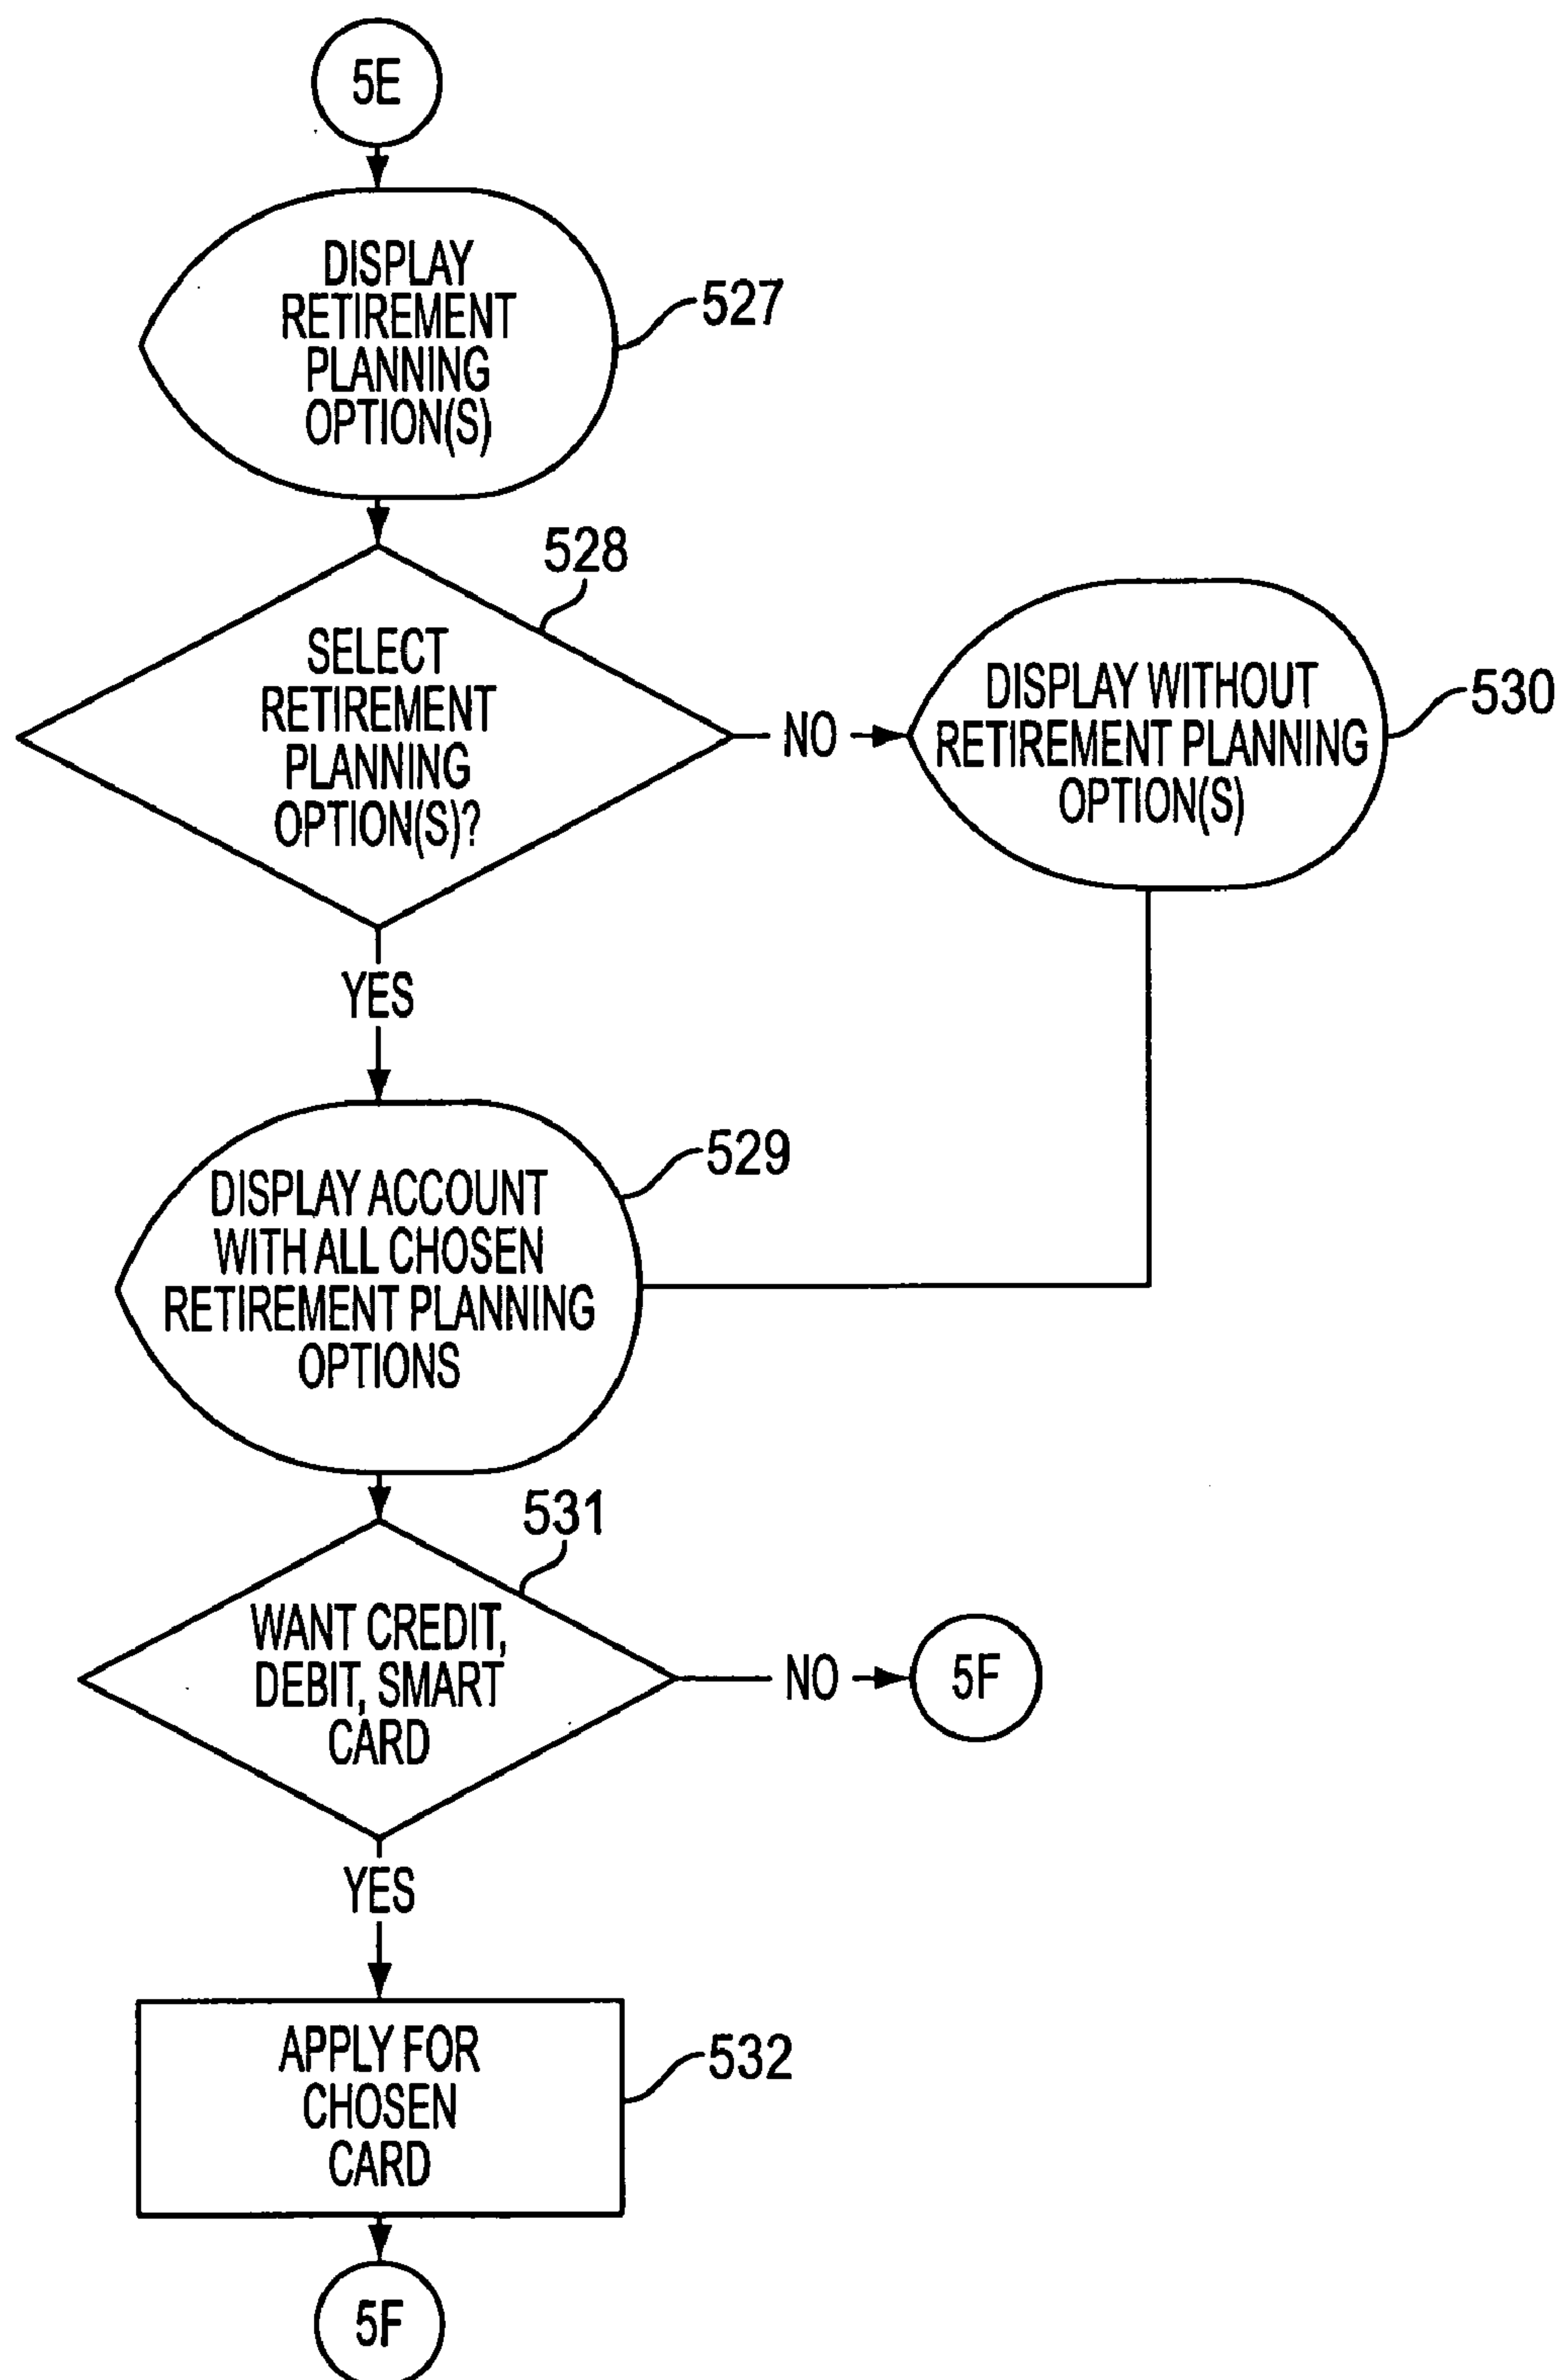 5E
DISPLAY
RETIREMENT
PLANNING
OPTION(S)
527
528
SELECT
RETIREMENT
PLANNING
OPTION(S)?
NO
DISPLAY WITHOUT
RETIREMENT PLANNING
OPTION(S)
530
YES
529
DISPLAY ACCOUNT
WITH ALL CHOSEN
RETIREMENT PLANNING
OPTIONS
531
WANT CREDIT,
DEBIT, SMART
CARD
NO
5F
YES
APPLY FOR
CHOSEN
CARD
532
5F